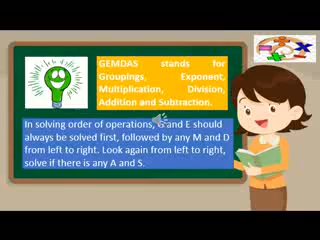 GEMDAS stands for
Groupings, Exponent,
Multiplication, Division,
Addition and Subtraction.
In solving order of operations, G and E should
always be solved first, followed by any M and D
from left to right. Look again from left to right,
solve if there is any A and S.